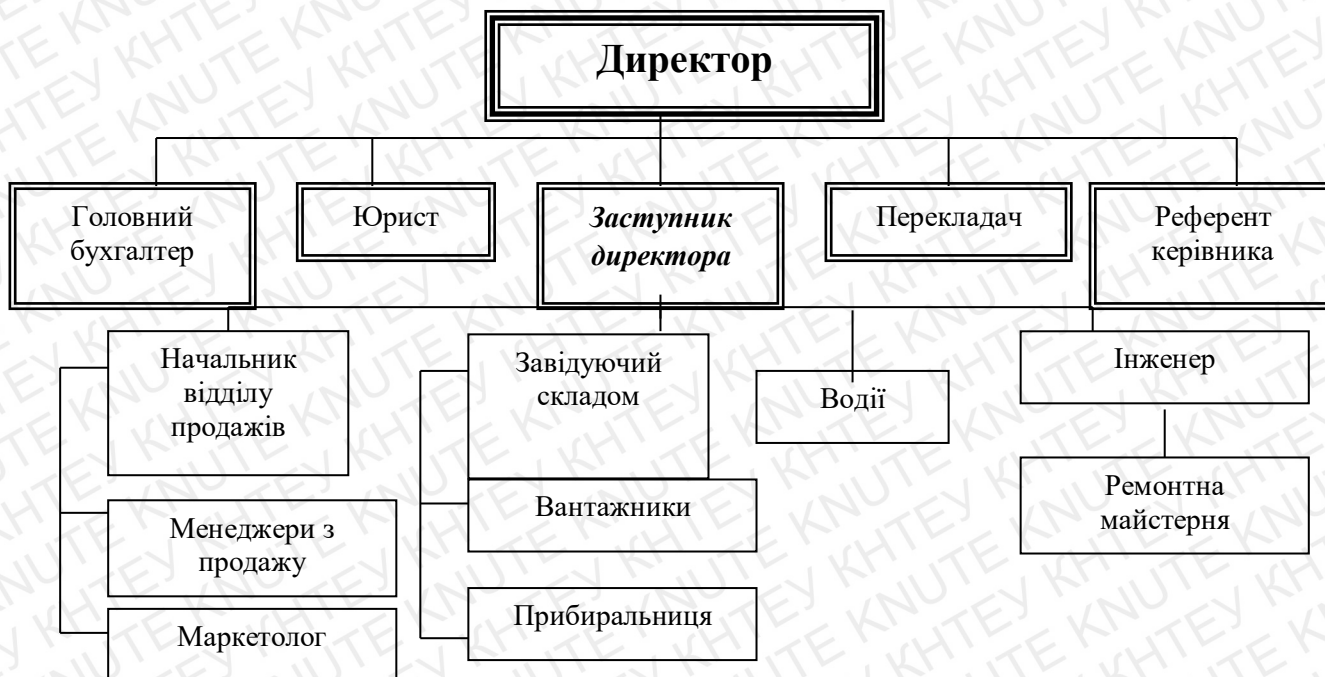 Директор
Головний
бухгалтер
Юрист
Заступник
директора
Перекладач
Референт
керівника
Начальник
відділу
продажів
Завідуючий
складом
Водії
Інженер
Менеджери з
продажу
Вантажники
Ремонтна
майстерня
Маркетолог
Прибиральниця